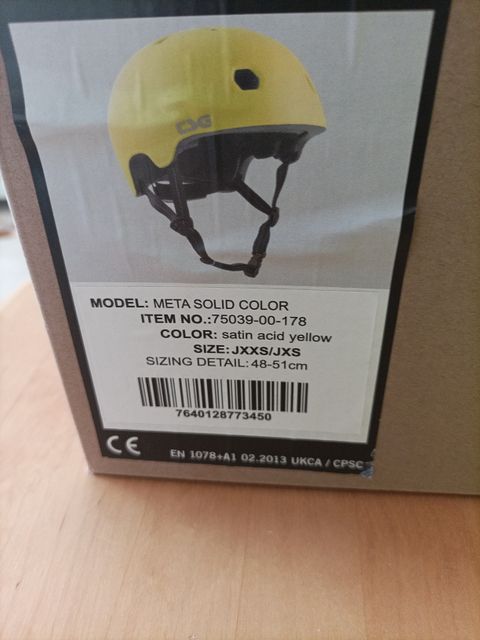 TSG
MODEL: META SOLID COLOR
ITEM NO.:75039-00-178
COLOR: satin acid yellow
SIZE: JXXS/JXS
SIZING DETAIL: 48-51cm
7640128773450
CE EN 1078+A1 02.2013 UKCA / CPSC